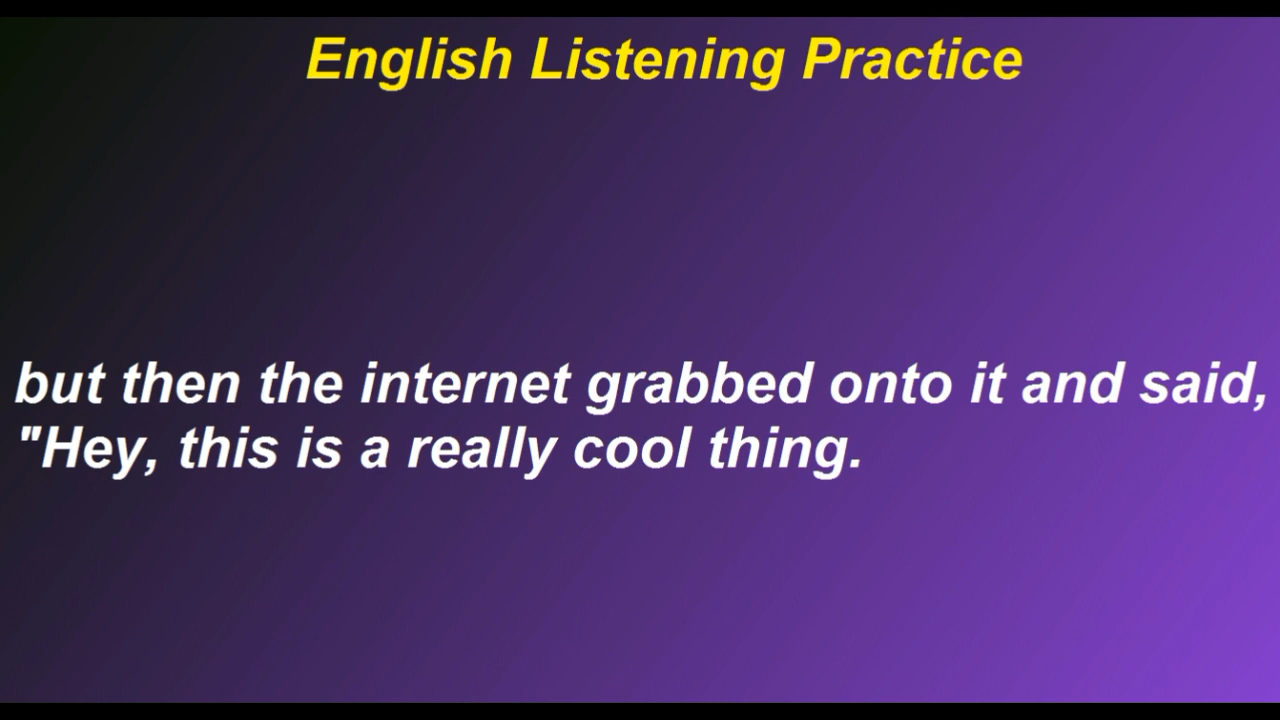 English Listening Practice
but then the internet grabbed onto it and said,
"Hey, this is a really cool thing.